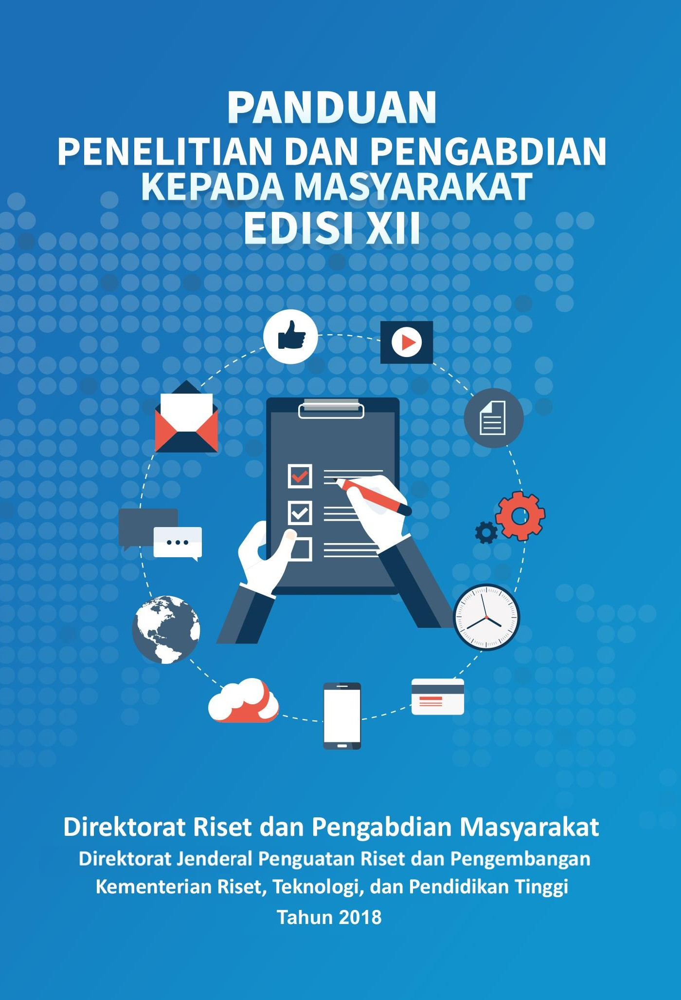 PANDUAN
PENELITIAN DAN PENGABDIAN
KEPADA MASYARAKAT
EDISI XII
Direktorat Riset dan Pengabdian Masyarakat
Direktorat Jenderal Penguatan Riset dan Pengembangan
Kementerian Riset, Teknologi, dan Pendidikan Tinggi
Tahun 2018